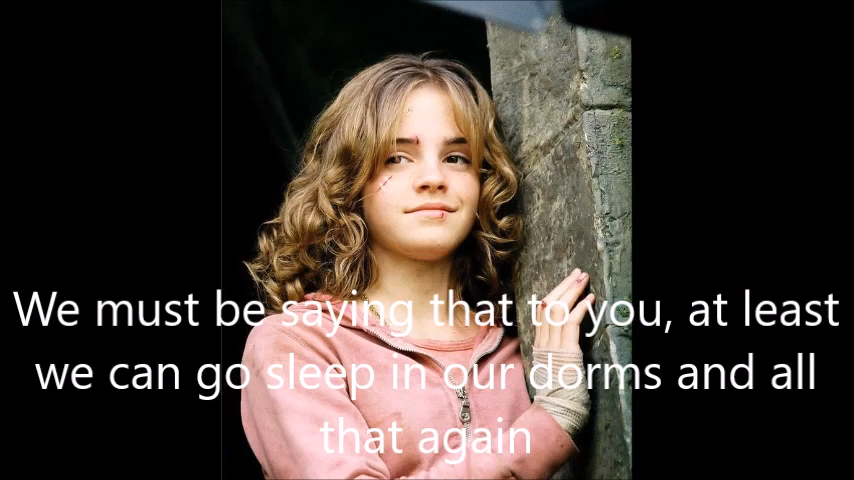 We must be saying that to you, at least
we can go sleep in our dorms and all
that again